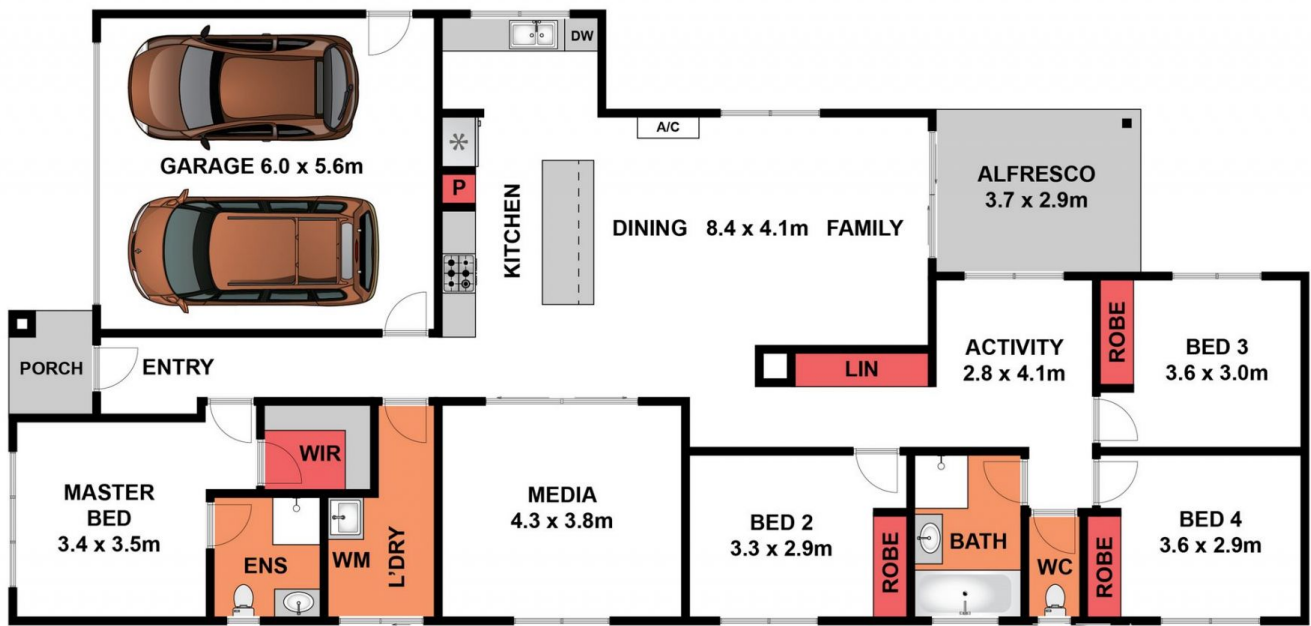 DW
A/C
GARAGE 6.0 x 5.6m
P
KITCHEN
DINING 8.4 x 4.1m FAMILY
ALFRESCO
3.7 x 2.9m
PORCH
ENTRY
LIN
ACTIVITY
2.8 x 4.1m
ROBE
BED 3
3.6 x 3.0m
WIR
MASTER
BED
3.4 x 3.5m
ENS
WM
L'DRY
MEDIA
4.3 x 3.8m
BED 2
3.3 x 2.9m
ROBE
BATH
WC
ROBE
BED 4
3.6 x 2.9m